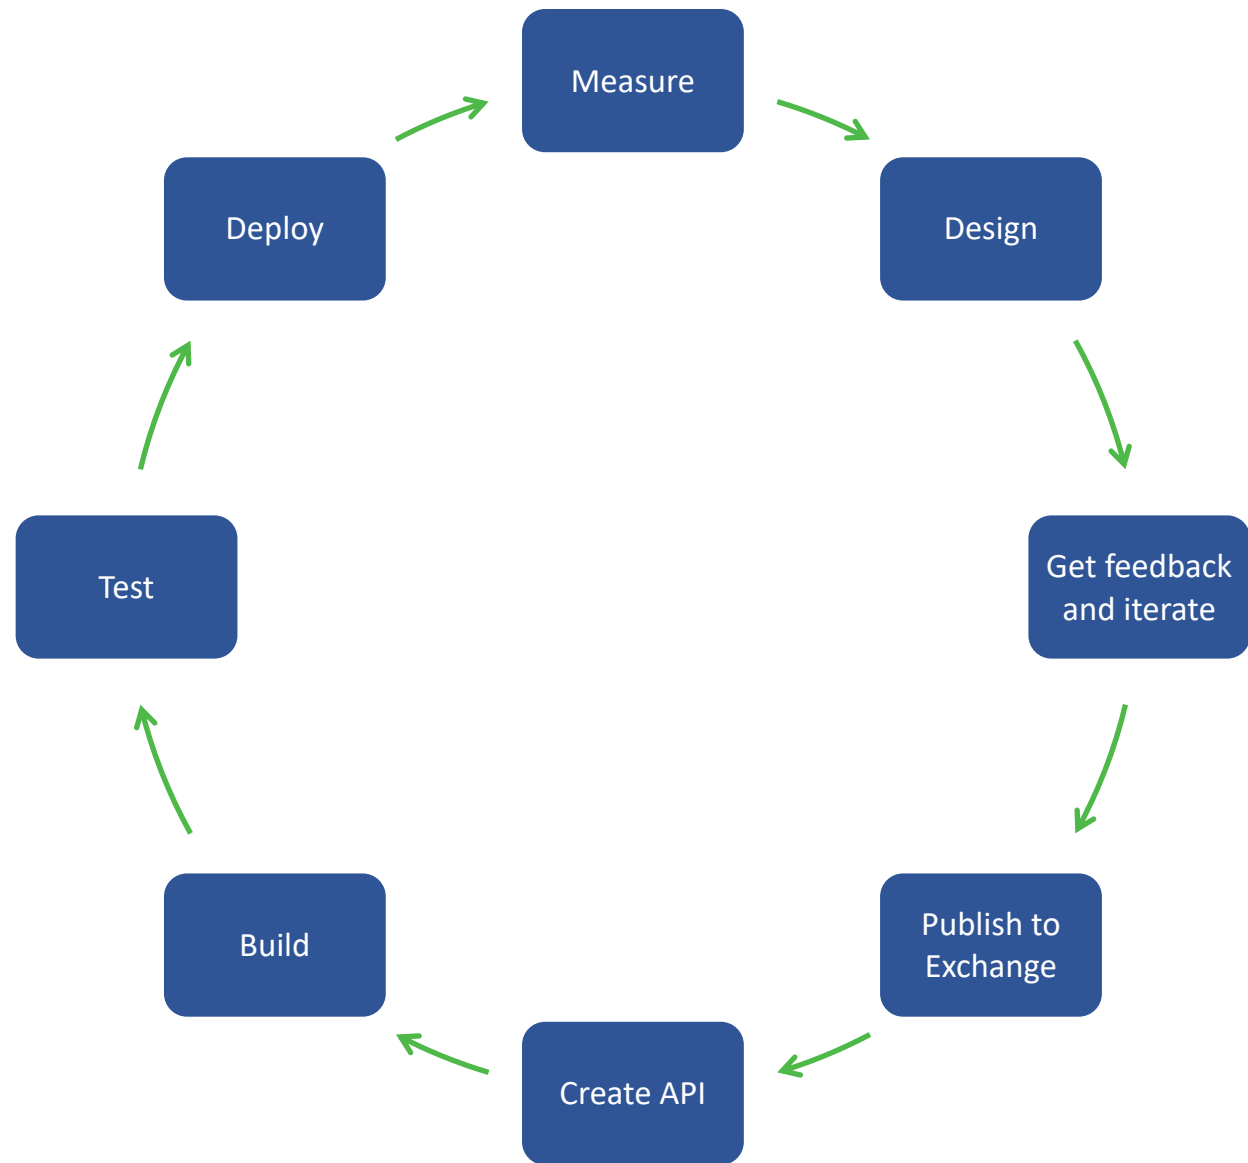 Measure
Design
Get feedback
and iterate
Publish to
Exchange
Create API
Build
Test
Deploy